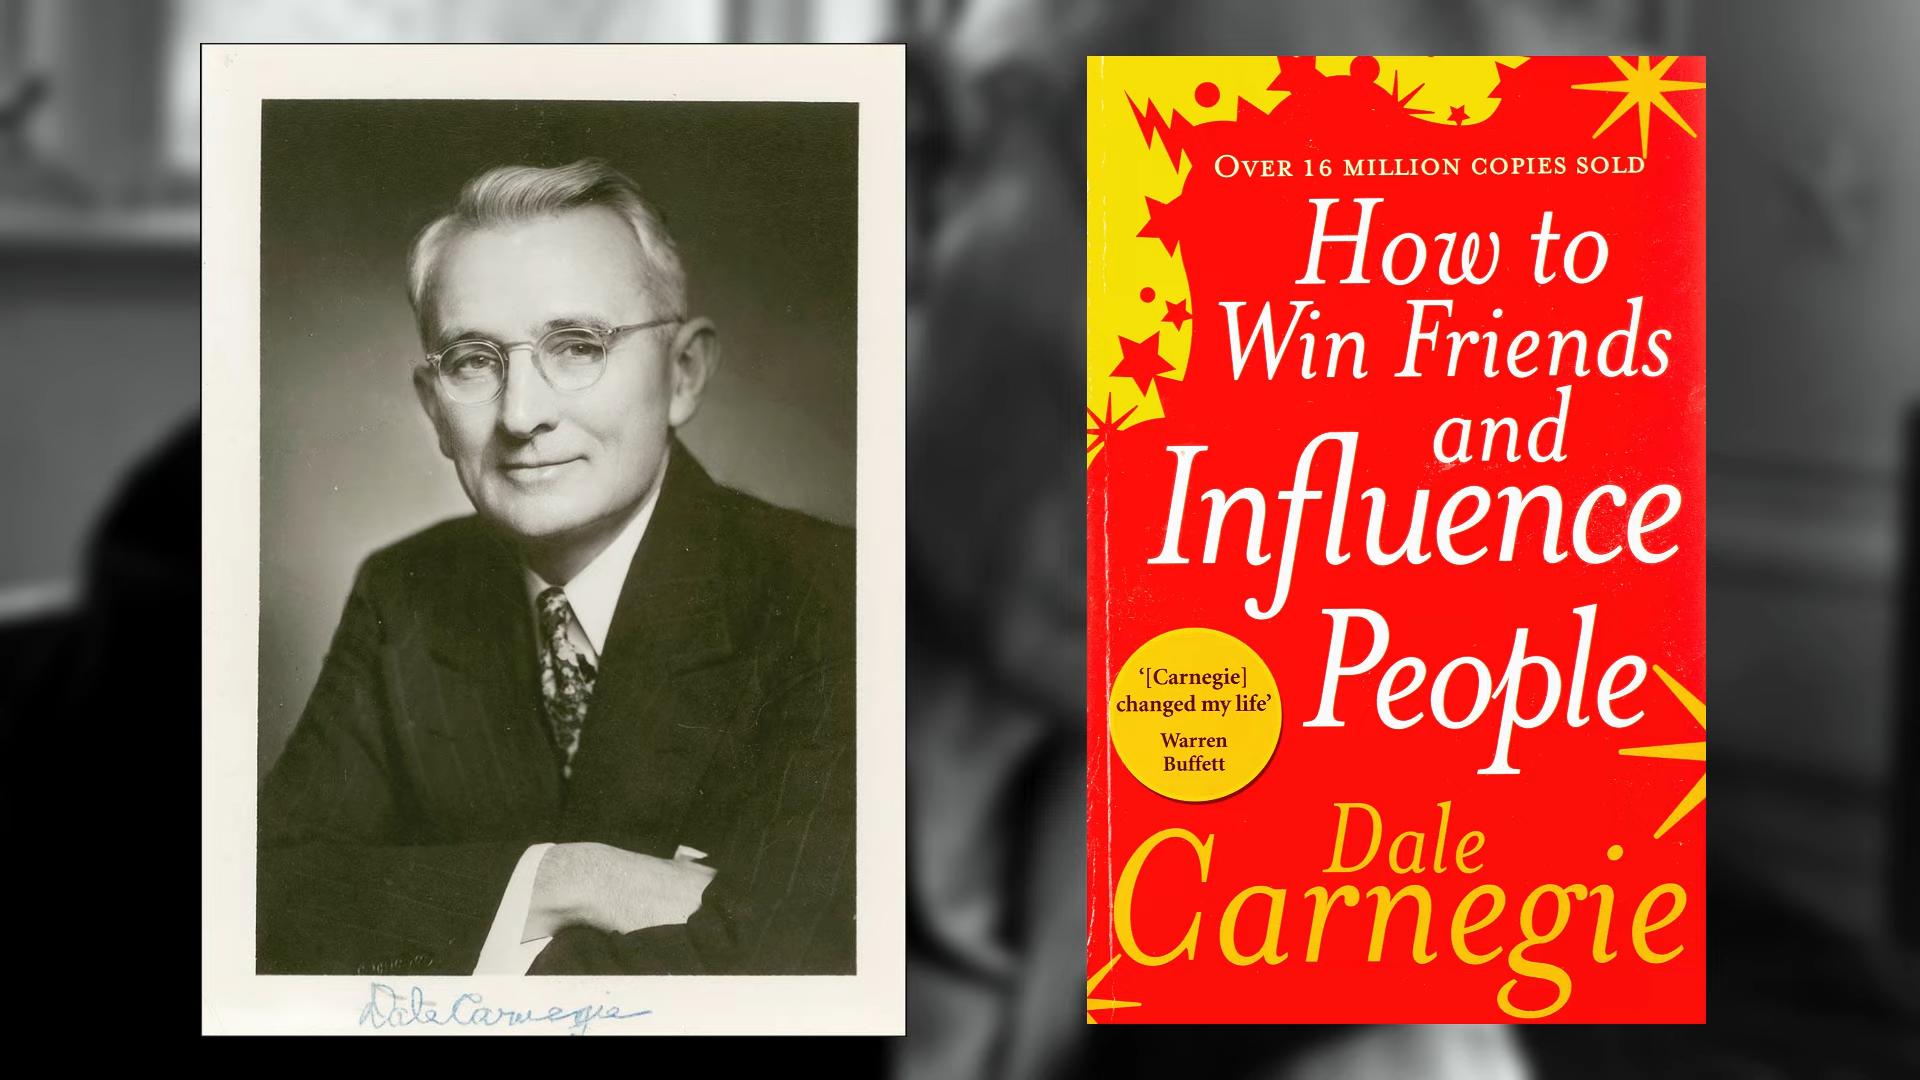 Dale Carnegie
OVER 16 MILLION COPIES SOLD
How to
Win Friends
and
Influence
People
‘[Carnegie]
changed my life’
Warren
Buffett
Dale
Carnegie